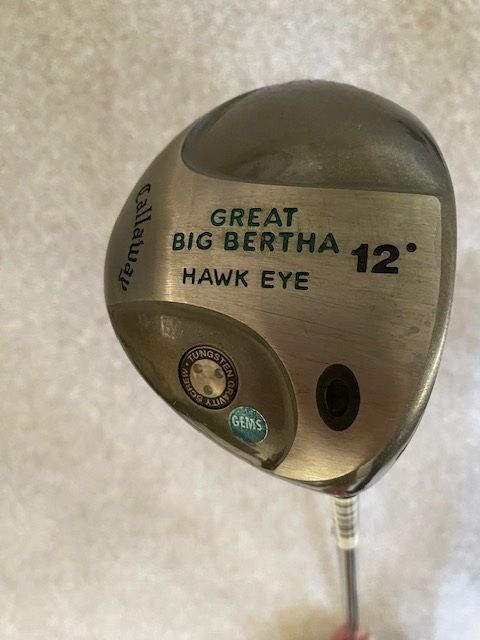 Callaway
GREAT
BIG BERTHA
12°
HAWK EYE
• TUNGSTEN GRAVITY SCREW
GEMS